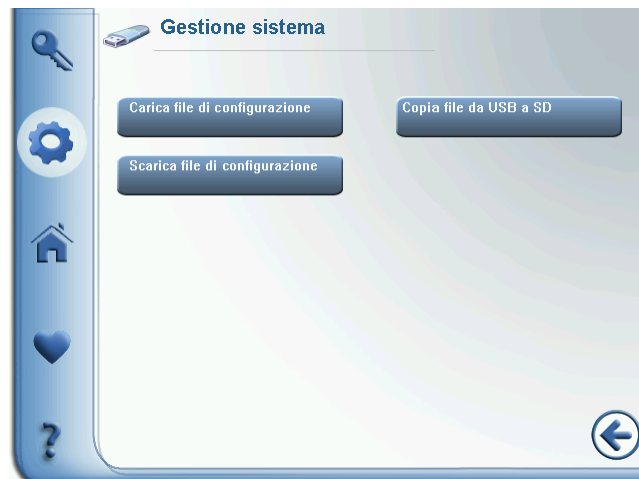 Gestione sistema
Carica file di configurazione
Copia file da USB a SD
Scarica file di configurazione
?